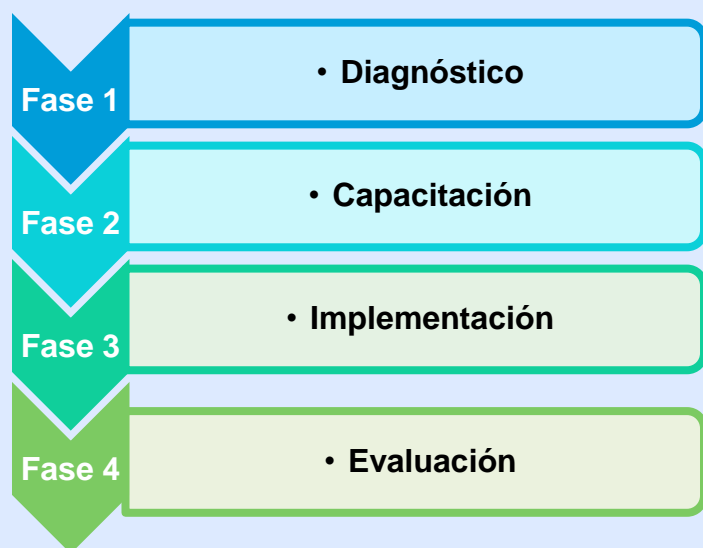 Fase 1
• Diagnóstico
Fase 2
• Capacitación
Fase 3
• Implementación
Fase 4
• Evaluación